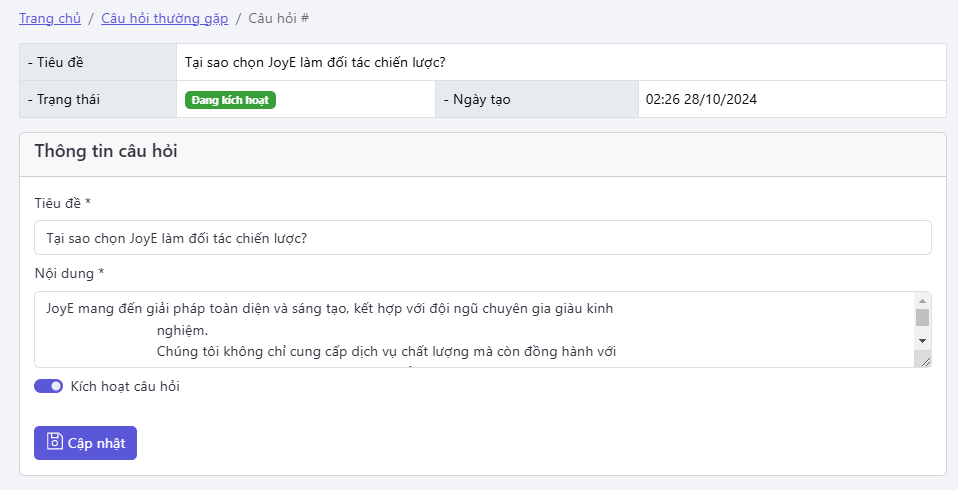 Trang chủ / Câu hỏi thường gặp / Câu hỏi #
- Tiêu đề
Tại sao chọn JoyE làm đối tác chiến lược?
- Trạng thái
Đang kích hoạt
- Ngày tạo
02:26 28/10/2024
Thông tin câu hỏi
Tiêu đề *
Tại sao chọn JoyE làm đối tác chiến lược?
Nội dung *
JoyE mang đến giải pháp toàn diện và sáng tạo, kết hợp với đội ngũ chuyên gia giàu kinh
nghiệm.
Chúng tôi không chỉ cung cấp dịch vụ chất lượng mà còn đồng hành với
Kích hoạt câu hỏi
Cập nhật